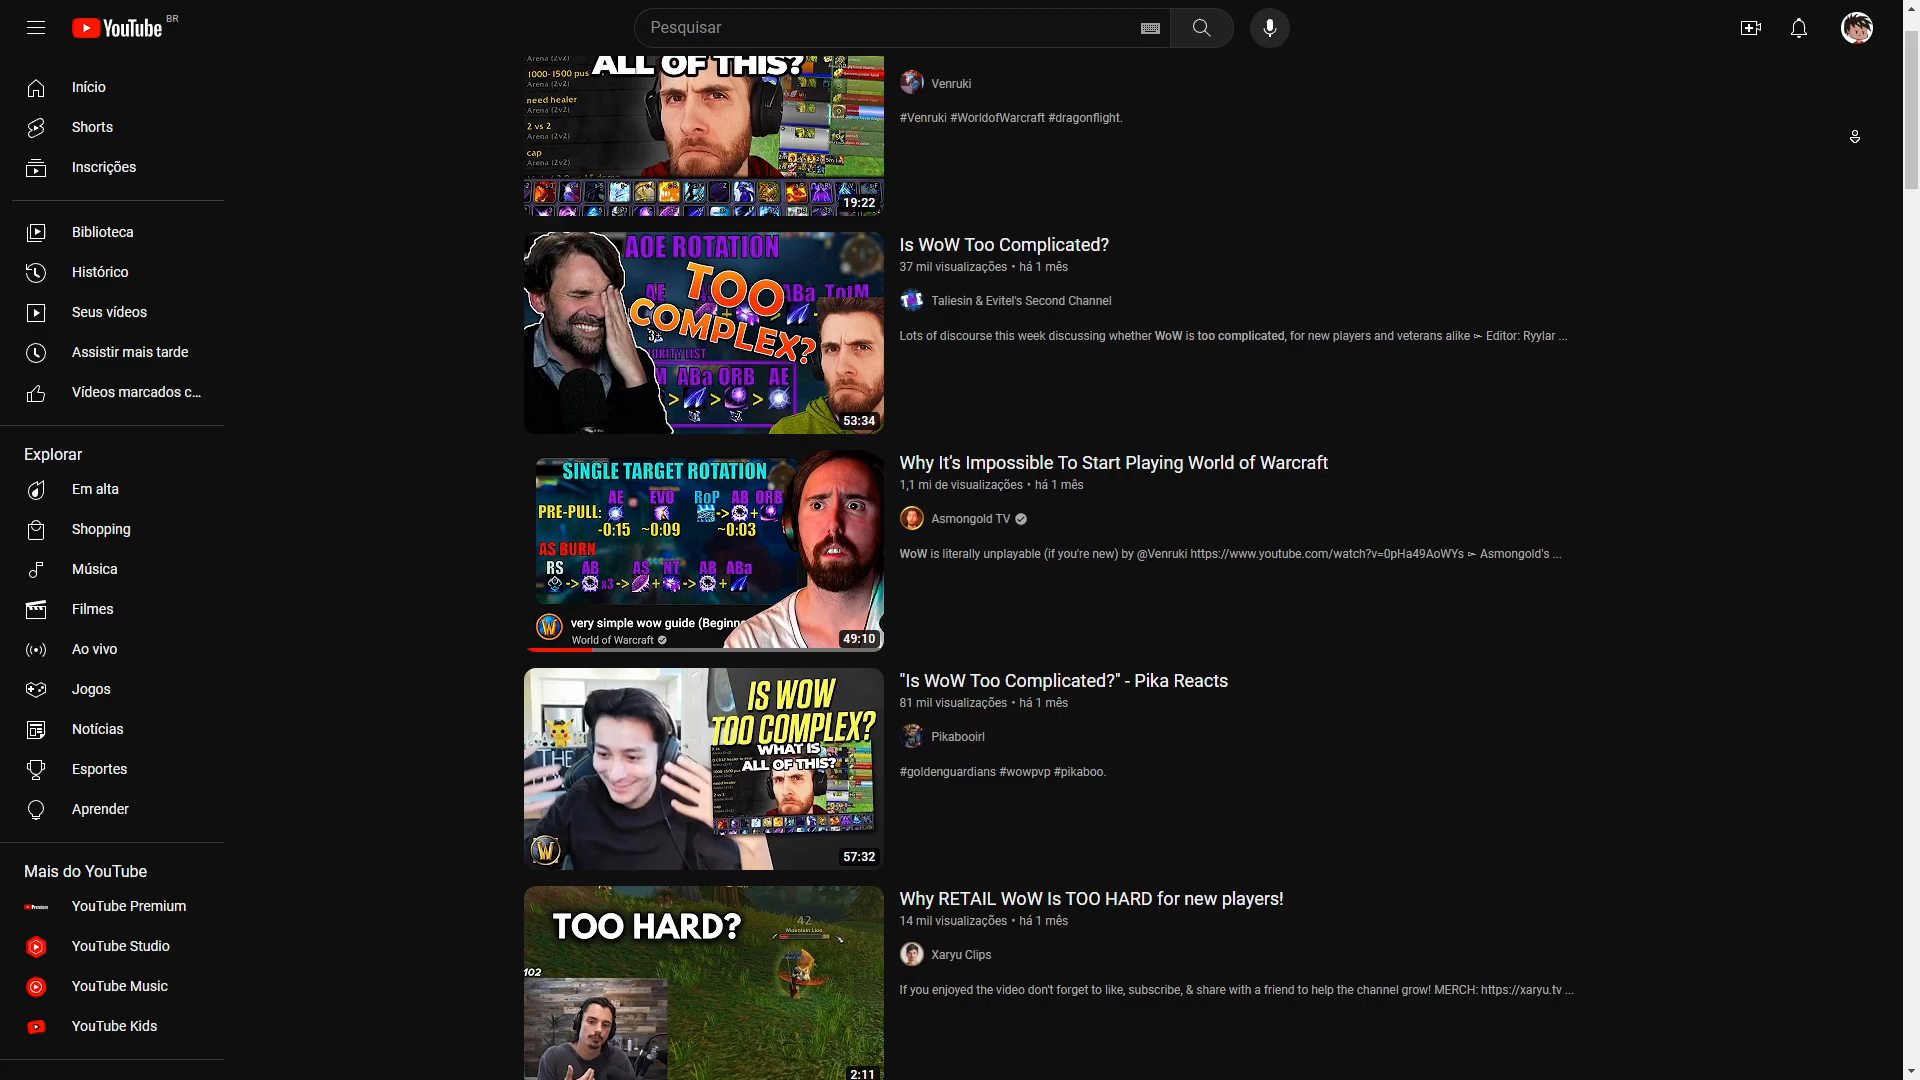 YouTube BR
Pesquisar
Início
Shorts
Inscrições
Biblioteca
Histórico
Seus vídeos
Assistir mais tarde
Vídeos marcados c...
Explorar
Em alta
Shopping
Música
Filmes
Ao vivo
Jogos
Notícias
Esportes
Aprender
Mais do YouTube
YouTube Premium
YouTube Studio
YouTube Music
YouTube Kids
ALL OF THIS?
Arena (2v2)
1000-1500 pus
Arena (2v2)
need healer
Arena (2v2)
2 vs 2
Arena (2v2)
cap
Arena (2v2)
19:22
Venruki
#Venruki #WorldofWarcraft #dragonflight.
AOE ROTATION
TOO
COMPLEX?
AE
ABa TotM
ABa ORB AE
53:34
Is WoW Too Complicated?
37 mil visualizações • há 1 mês
Taliesin & Evitel's Second Channel
Lots of discourse this week discussing whether WoW is too complicated, for new players and veterans alike ► Editor: Ryylar ...
SINGLE TARGET ROTATION
AE EVO RoP AB ORB
PRE-PULL: -> +
-0:15 ~0:09 ~0:03
AS BURN
RS AB AS NT AB ABa
-> x3-> + -> +
very simple wow guide (Beginn
World of Warcraft
49:10
Why It's Impossible To Start Playing World of Warcraft
1,1 mi de visualizações • há 1 mês
Asmongold TV
WoW is literally unplayable (if you're new) by @Venruki https://www.youtube.com/watch?v=0pHa49AoWYs ► Asmongold's ...
IS WOW
TOO COMPLEX?
WHAT IS
ALL OF THIS?
THE
57:32
"Is WoW Too Complicated?" - Pika Reacts
81 mil visualizações • há 1 mês
Pikabooirl
#goldenguardians #wowpvp #pikaboo.
TOO HARD?
42
Mountain Lion
102
2:11
Why RETAIL WoW Is TOO HARD for new players!
14 mil visualizações • há 1 mês
Xaryu Clips
If you enjoyed the video don't forget to like, subscribe, & share with a friend to help the channel grow! MERCH: https://xaryu.tv ...